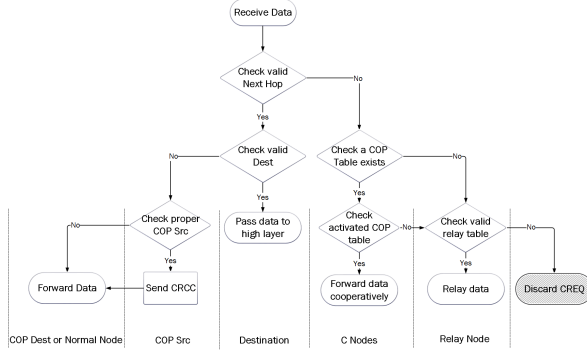 Receive Data
Check valid
Next Hop
No
Yes
Check valid
Dest
Check a COP
Table exists
No
No
Yes
Yes
Check proper
COP Src
Pass data to
high layer
Check
activated COP
table
Check valid
relay table
No
No
No
Yes
Yes
Yes
Forward Data
Send CRCC
Forward data
cooperatively
Relay data
Discard CREQ
COP Dest or Normal Node
COP Src
Destination
C Nodes
Relay Node